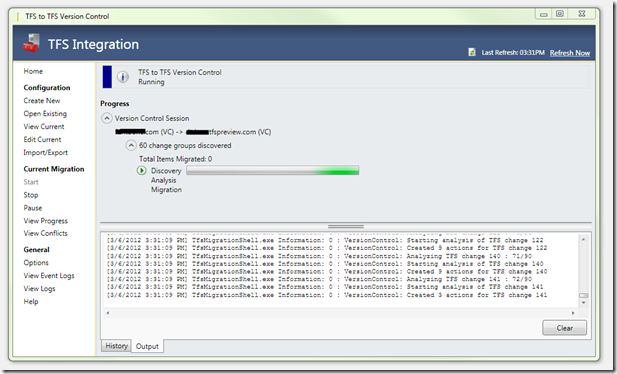 TFS to TFS Version Control
TFS Integration
Last Refresh: 03:31PM Refresh Now
Home
Configuration
Create New
Open Existing
View Current
Edit Current
Import/Export
Current Migration
Start
Stop
Pause
View Progress
View Conflicts
General
Options
View Event Logs
View Logs
Help
TFS to TFS Version Control
Running
Progress
Version Control Session
.com (VC) -> tfspreview.com (VC)
60 change groups discovered
Total Items Migrated: 0
Discovery
Analysis
Migration
[3/6/2012 3:31:09 PM] TfsMigrationShell.exe Information: 0 : VersionControl: Starting analysis of TFS change 122
[3/6/2012 3:31:09 PM] TfsMigrationShell.exe Information: 0 : VersionControl: Created 9 actions for TFS change 122
[3/6/2012 3:31:09 PM] TfsMigrationShell.exe Information: 0 : VersionControl: Analyzing TFS change 140 : 71/90
[3/6/2012 3:31:09 PM] TfsMigrationShell.exe Information: 0 : VersionControl: Starting analysis of TFS change 140
[3/6/2012 3:31:09 PM] TfsMigrationShell.exe Information: 0 : VersionControl: Created 9 actions for TFS change 140
[3/6/2012 3:31:09 PM] TfsMigrationShell.exe Information: 0 : VersionControl: Analyzing TFS change 141 : 72/90
[3/6/2012 3:31:09 PM] TfsMigrationShell.exe Information: 0 : VersionControl: Starting analysis of TFS change 141
[3/6/2012 3:31:09 PM] TfsMigrationShell.exe Information: 0 : VersionControl: Created 5 actions for TFS change 141
Clear
History Output